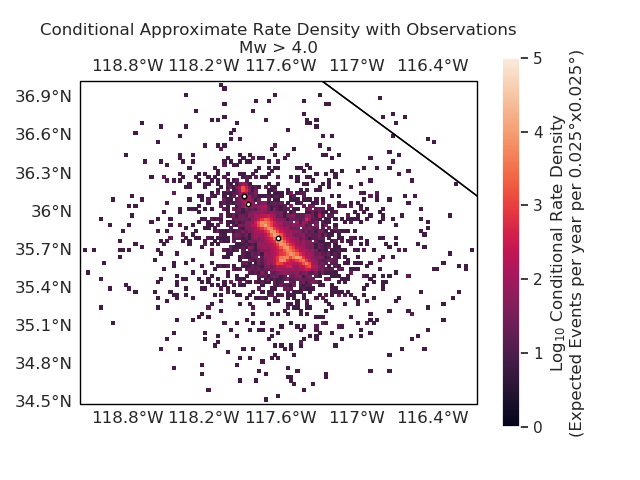 Conditional Approximate Rate Density with Observations
Mw > 4.0
118.8°W 118.2°W 117.6°W 117°W 116.4°W
36.9°N
36.6°N
36.3°N
36°N
35.7°N
35.4°N
35.1°N
34.8°N
34.5°N
118.8°W 118.2°W 117.6°W 117°W 116.4°W
5
4
3
2
1
0
Log₁₀ Conditional Rate Density
(Expected Events per year per 0.025°x0.025°)